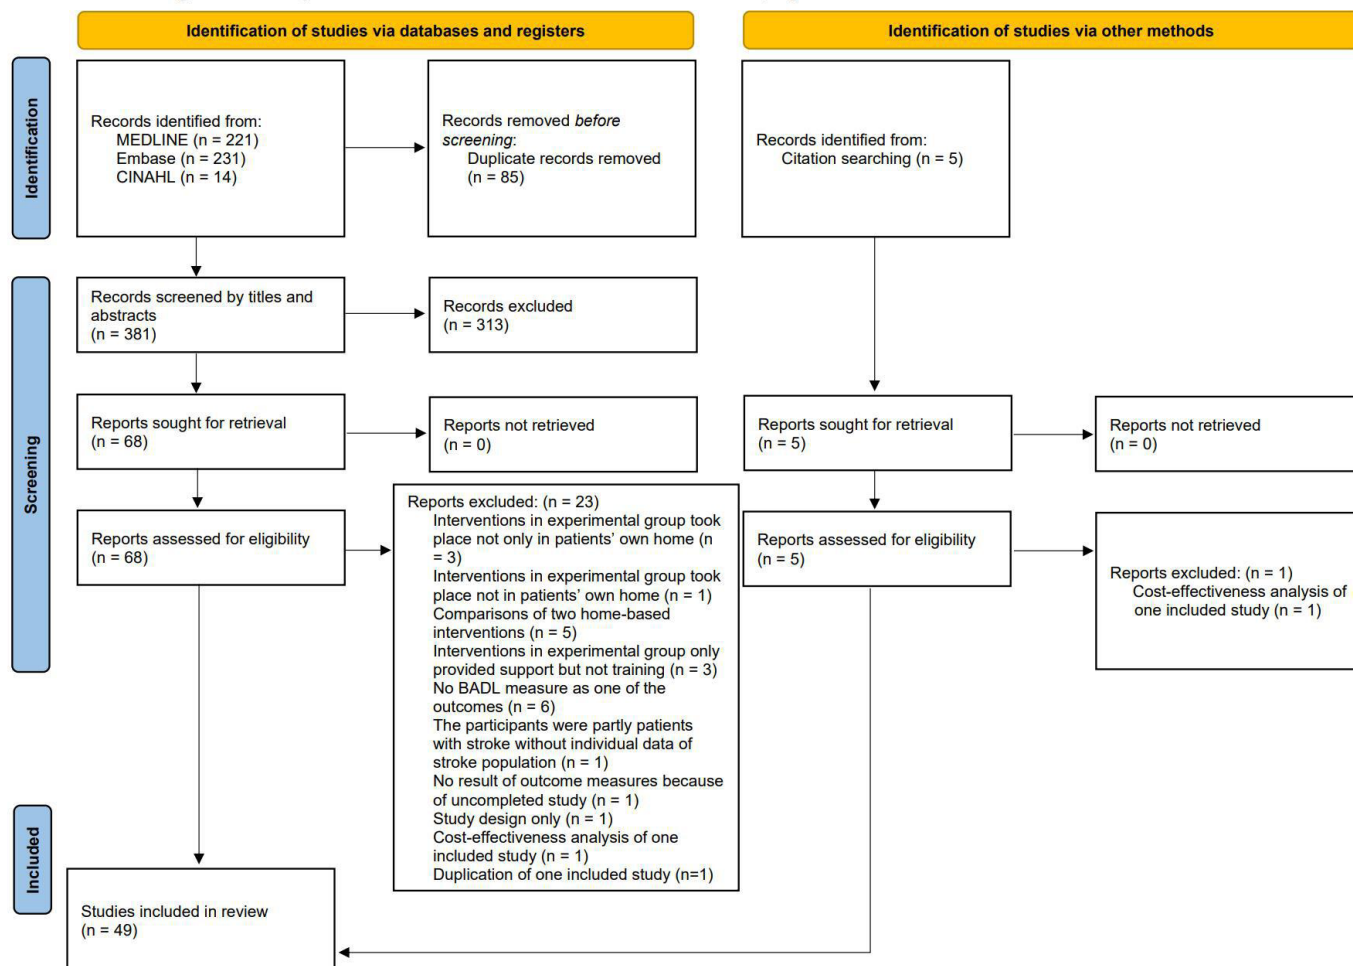 Identification of studies via databases and registers
Identification of studies via other methods
Identification
Records identified from:
MEDLINE (n = 221)
Embase (n = 231)
CINAHL (n = 14)
Records removed before
screening:
Duplicate records removed
(n = 85)
Records identified from:
Citation searching (n = 5)
Screening
Records screened by titles and
abstracts
(n = 381)
Records excluded
(n = 313)
Reports sought for retrieval
(n = 68)
Reports not retrieved
(n = 0)
Reports sought for retrieval
(n = 5)
Reports not retrieved
(n = 0)
Reports assessed for eligibility
(n = 68)
Reports excluded: (n = 23)
Interventions in experimental group took
place not only in patients' own home (n
= 3)
Interventions in experimental group took
place not in patients' own home (n = 1)
Comparisons of two home-based
interventions (n = 5)
Interventions in experimental group only
provided support but not training (n = 3)
No BADL measure as one of the
outcomes (n = 6)
The participants were partly patients
with stroke without individual data of
stroke population (n = 1)
No result of outcome measures because
of uncompleted study (n = 1)
Study design only (n = 1)
Cost-effectiveness analysis of one
included study (n = 1)
Duplication of one included study (n=1)
Reports assessed for eligibility
(n = 5)
Reports excluded: (n = 1)
Cost-effectiveness analysis of
one included study (n = 1)
Included
Studies included in review
(n = 49)